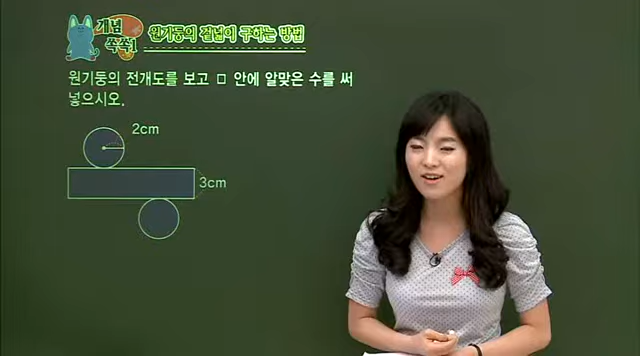 개념
쏙쏙1
원기둥의 겉넓이 구하는 방법
원기둥의 전개도를 보고 □ 안에 알맞은 수를 써
넣으시오.
2cm
3cm